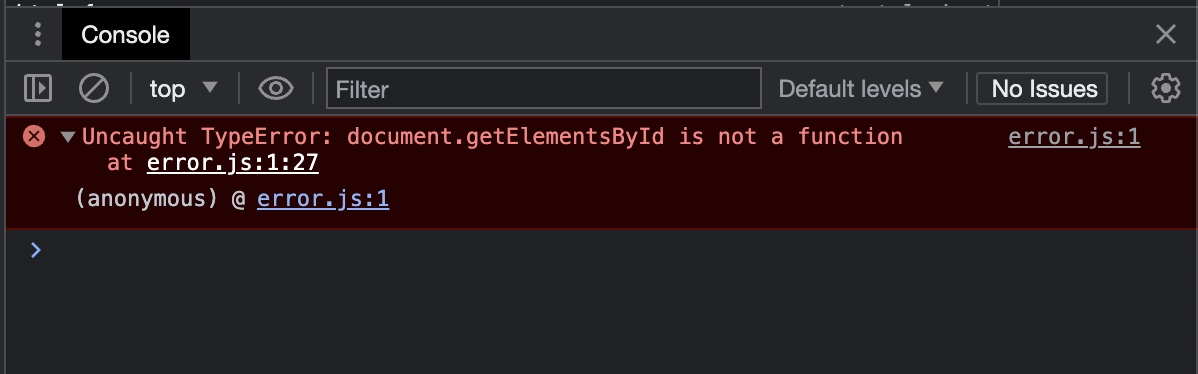 Console
top
Filter
Default levels
No Issues
Uncaught TypeError: document.getElementsById is not a function
error.js:1
at error.js:1:27
(anonymous) @ error.js:1